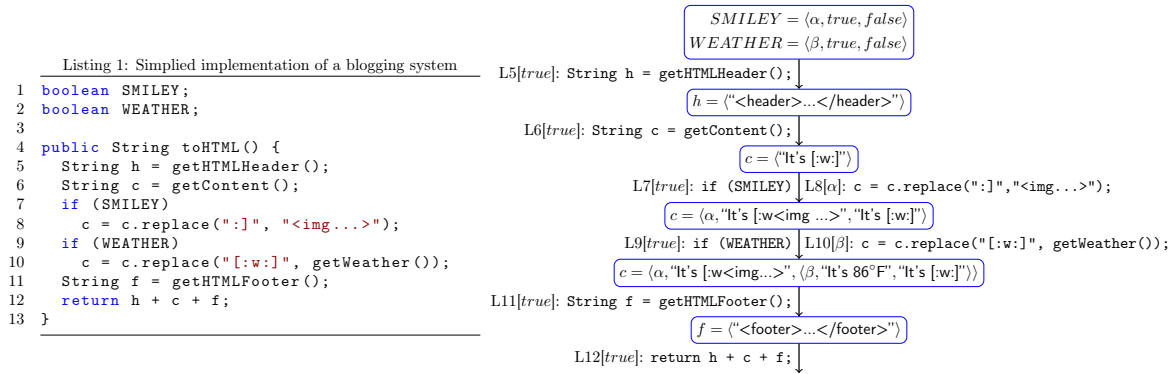 Listing 1: Simplied implementation of a blogging system
1 boolean SMILEY;
2 boolean WEATHER;
3
4 public String toHTML() {
5   String h = getHTMLHeader();
6   String c = getContent();
7   if (SMILEY)
8     c = c.replace(":]", "<img...>");
9   if (WEATHER)
10     c = c.replace("[:w:]", getWeather());
11   String f = getHTMLFooter();
12   return h + c + f;
13 }
SMILEY = ⟨α, true, false⟩
WEATHER = ⟨β, true, false⟩
L5[true]: String h = getHTMLHeader();
h = ⟨“<header>...</header>”⟩
L6[true]: String c = getContent();
c = ⟨“It's [:w:]”⟩
L7[true]: if (SMILEY) L8[α]: c = c.replace(":]","<img...>");
c = ⟨α,“It's [:w<img ...>”,“It's [:w:]”⟩
L9[true]: if (WEATHER) L10[β]: c = c.replace("[:w:]", getWeather());
c = ⟨α,“It's [:w<img...>”,⟨β,“It's 86°F”,“It's [:w:]”⟩⟩
L11[true]: String f = getHTMLFooter();
f = ⟨“<footer>...</footer>”⟩
L12[true]: return h + c + f;